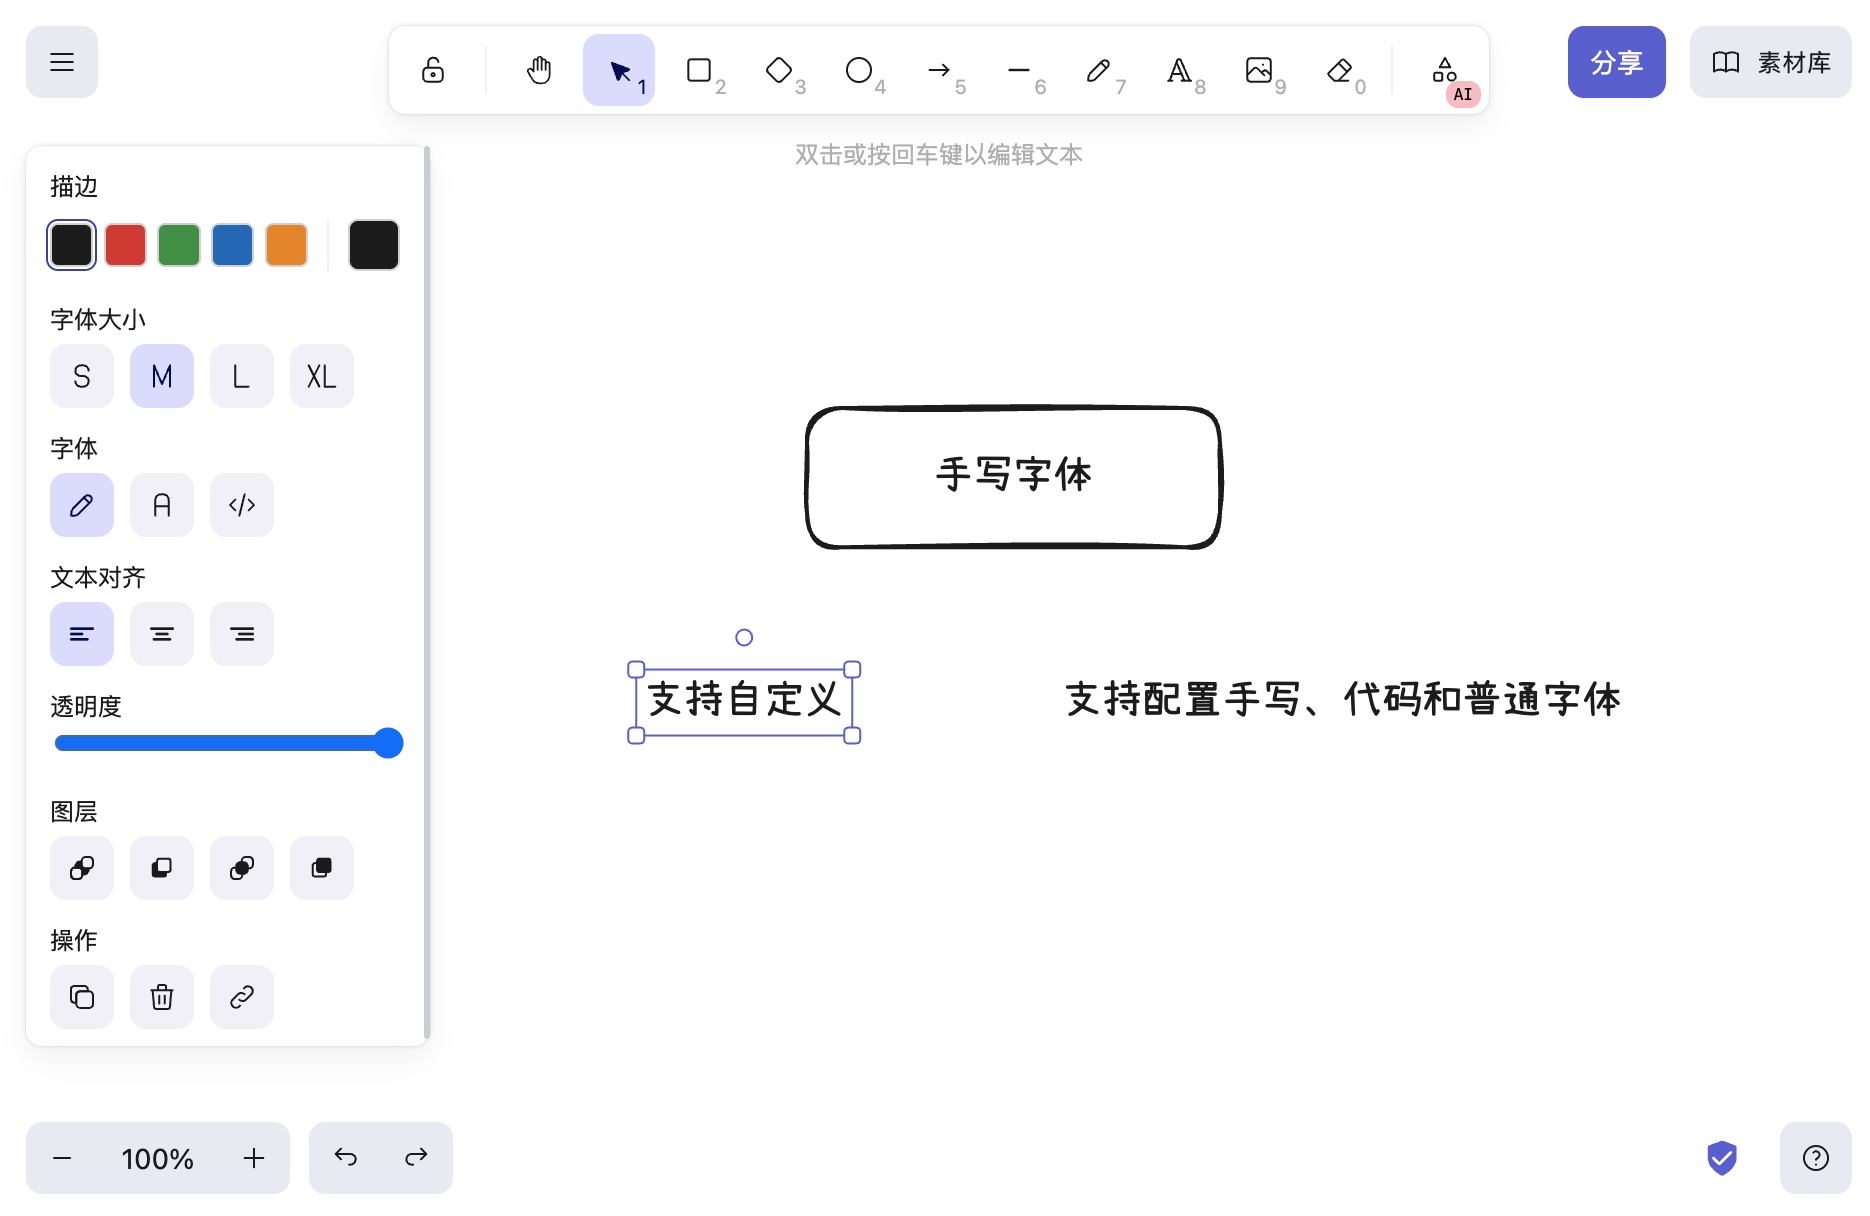 1
2
3
4
5
6
7
8
9
0
AI
分享
素材库
双击或按回车键以编辑文本
描边
字体大小
S M L XL
字体
A </>
文本对齐
透明度
图层
操作
手写字体
支持自定义
支持配置手写、代码和普通字体
100%